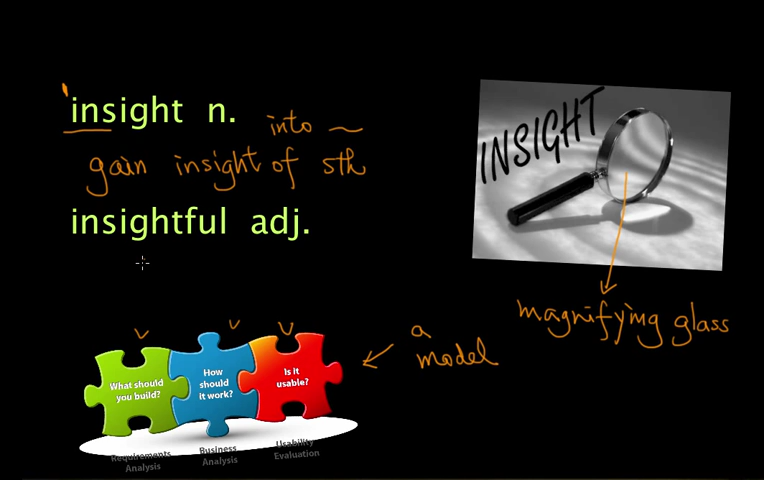 'insight n.
into ~
gain insight of sth
insightful adj.
INSIGHT
magnifying glass
a
model
What should
you build?
How
should
it work?
Is it
usable?
Requirements
Analysis
Business
Analysis
Usability
Evaluation